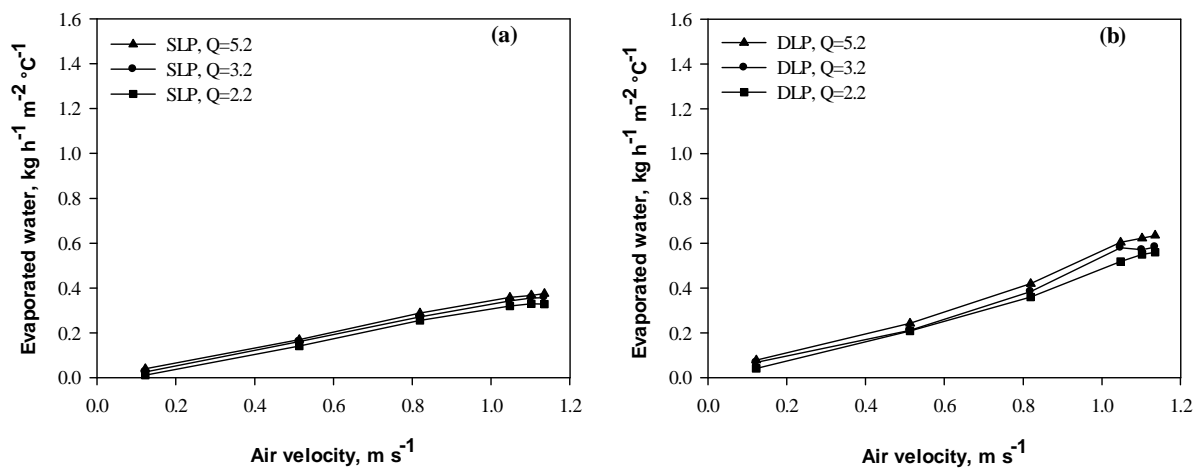 (a)
SLP, Q=5.2
SLP, Q=3.2
SLP, Q=2.2
Evaporated water, kg h-1 m-2 °C-1
1.6
1.4
1.2
1.0
0.8
0.6
0.4
0.2
0.0
0.0 0.2 0.4 0.6 0.8 1.0 1.2
Air velocity, m s-1
(b)
DLP, Q=5.2
DLP, Q=3.2
DLP, Q=2.2
Evaporated water, kg h-1 m-2 °C-1
1.6
1.4
1.2
1.0
0.8
0.6
0.4
0.2
0.0
0.0 0.2 0.4 0.6 0.8 1.0 1.2
Air velocity, m s-1